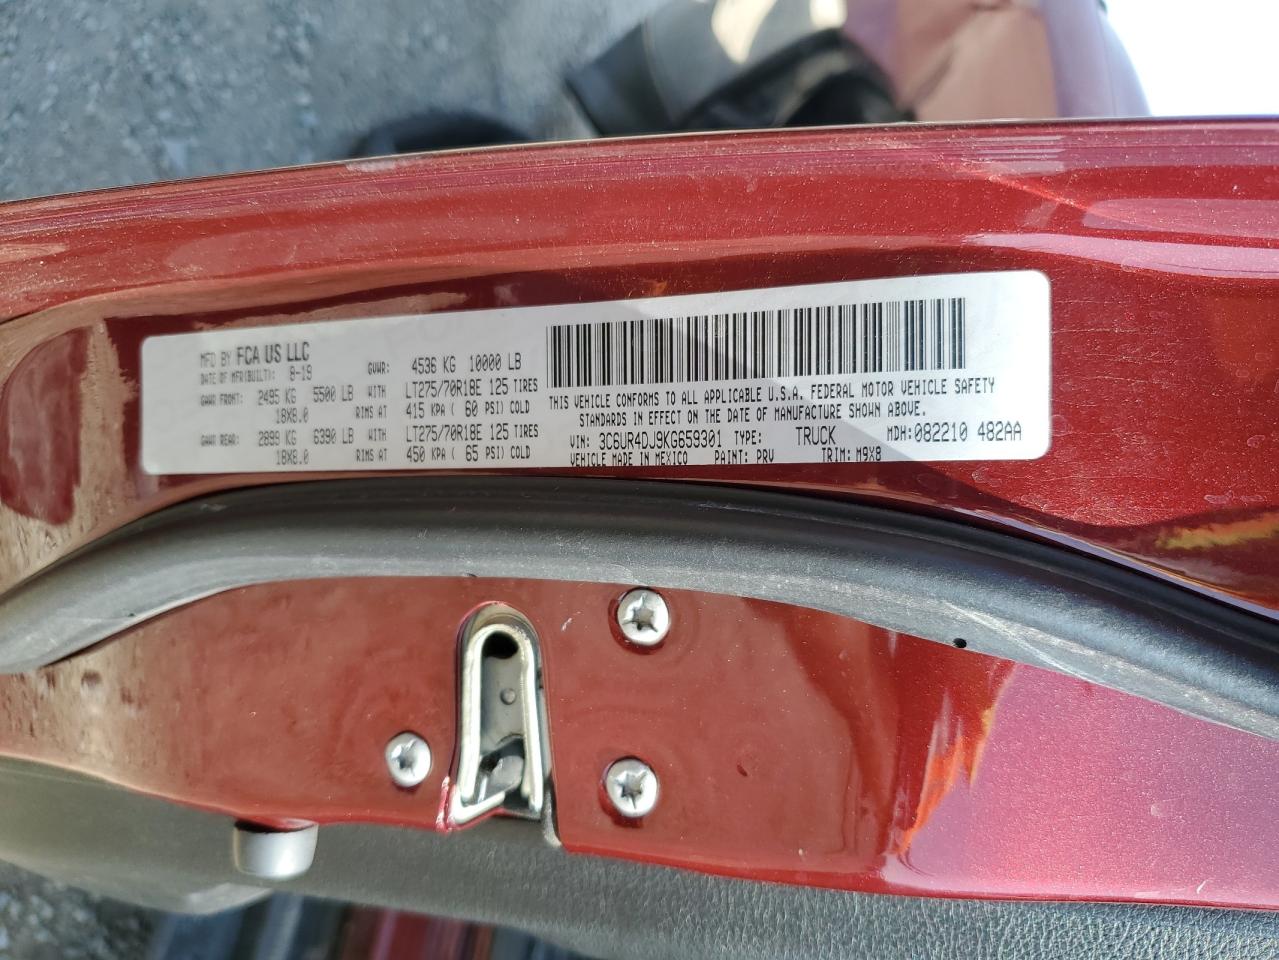 MFD BY FCA US LLC GVWR: 4536 KG 10000 LB
DATE OF MFR(BUILT): 8-19
GAWR FRONT: 2495 KG 5500 LB WITH LT275/70R18E 125 TIRES
18X8.0 RIMS AT 415 KPA ( 60 PSI) COLD
GAWR REAR: 2899 KG 6390 LB WITH LT275/70R18E 125 TIRES
18X8.0 RIMS AT 450 KPA ( 65 PSI) COLD
THIS VEHICLE CONFORMS TO ALL APPLICABLE U.S.A. FEDERAL MOTOR VEHICLE SAFETY
STANDARDS IN EFFECT ON THE DATE OF MANUFACTURE SHOWN ABOVE.
VIN: 3C6UR4DJ9KG659301 TYPE: TRUCK MDH: 082210 482AA
VEHICLE MADE IN MEXICO PAINT: PRV TRIM: M9X8